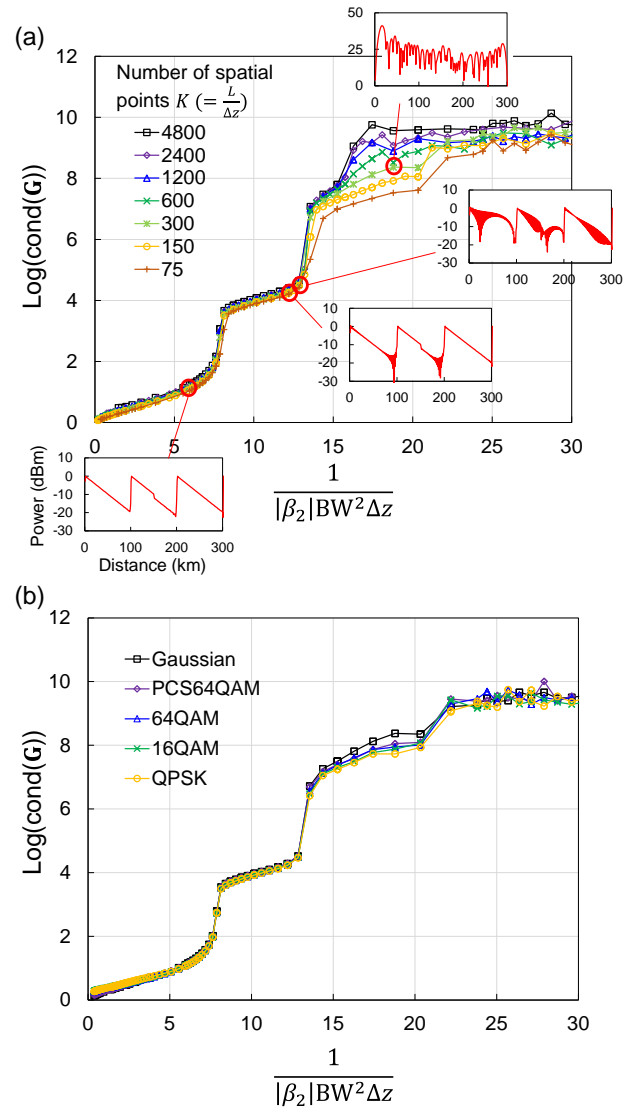 (a)
50
25
0
0 100 200 300
12
10
8
6
4
2
0
Log(cond(G))
Number of spatial
points K (= L/Δz)
4800
2400
1200
600
300
150
75
10
0
-10
-20
-30
0 100 200 300
10
0
-10
-20
-30
0 100 200 300
0 5 10 15 20 25 30
1
|β₂|BW²Δz
10
0
-10
-20
-30
Power (dBm)
0 100 200 300
Distance (km)
(b)
12
10
8
6
4
2
0
Log(cond(G))
Gaussian
PCS64QAM
64QAM
16QAM
QPSK
0 5 10 15 20 25 30
1
|β₂|BW²Δz